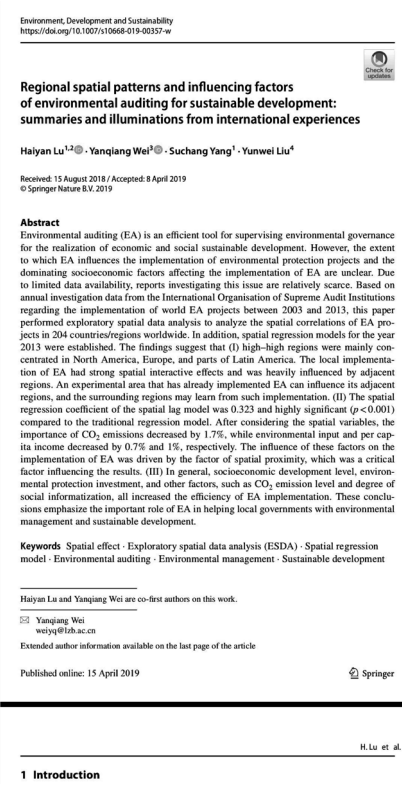 Environment, Development and Sustainability
https://doi.org/10.1007/s10668-019-00357-w
Check for
updates
Regional spatial patterns and influencing factors
of environmental auditing for sustainable development:
summaries and illuminations from international experiences
Haiyan Lu1,2 · Yanqiang Wei3 · Suchang Yang1 · Yunwei Liu4
Received: 15 August 2018 / Accepted: 8 April 2019
© Springer Nature B.V. 2019
Abstract
Environmental auditing (EA) is an efficient tool for supervising environmental governance
for the realization of economic and social sustainable development. However, the extent
to which EA influences the implementation of environmental protection projects and the
dominating socioeconomic factors affecting the implementation of EA are unclear. Due
to limited data availability, reports investigating this issue are relatively scarce. Based on
annual investigation data from the International Organisation of Supreme Audit Institutions
regarding the implementation of world EA projects between 2003 and 2013, this paper
performed exploratory spatial data analysis to analyze the spatial correlations of EA pro-
jects in 204 countries/regions worldwide. In addition, spatial regression models for the year
2013 were established. The findings suggest that (I) high–high regions were mainly con-
centrated in North America, Europe, and parts of Latin America. The local implementa-
tion of EA had strong spatial interactive effects and was heavily influenced by adjacent
regions. An experimental area that has already implemented EA can influence its adjacent
regions, and the surrounding regions may learn from such implementation. (II) The spatial
regression coefficient of the spatial lag model was 0.323 and highly significant (p < 0.001)
compared to the traditional regression model. After considering the spatial variables, the
importance of CO2 emissions decreased by 1.7%, while environmental input and per cap-
ita income decreased by 0.7% and 1%, respectively. The influence of these factors on the
implementation of EA was driven by the factor of spatial proximity, which was a critical
factor influencing the results. (III) In general, socioeconomic development level, environ-
mental protection investment, and other factors, such as CO2 emission level and degree of
social informatization, all increased the efficiency of EA implementation. These conclu-
sions emphasize the important role of EA in helping local governments with environmental
management and sustainable development.
Keywords Spatial effect · Exploratory spatial data analysis (ESDA) · Spatial regression
model · Environmental auditing · Environmental management · Sustainable development
Haiyan Lu and Yanqiang Wei are co-first authors on this work.
Yanqiang Wei
weiyq@lzb.ac.cn
Extended author information available on the last page of the article
Published online: 15 April 2019
Springer
H. Lu et al.
1 Introduction